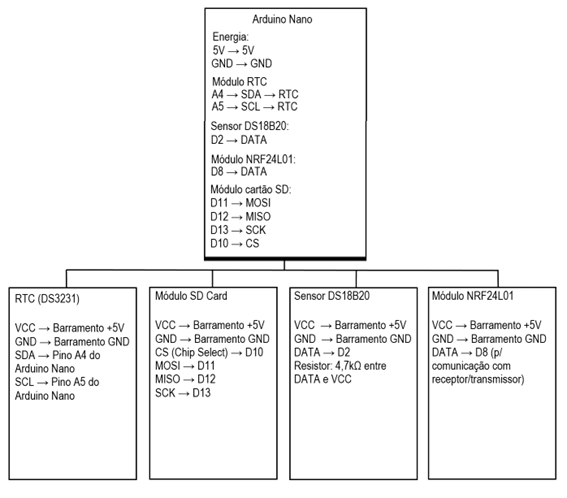 Arduino Nano
Energia:
5V → 5V
GND → GND
Módulo RTC
A4 → SDA → RTC
A5 → SCL → RTC
Sensor DS18B20:
D2 → DATA
Módulo NRF24L01:
D8 → DATA
Módulo cartão SD:
D11 → MOSI
D12 → MISO
D13 → SCK
D10 → CS
RTC (DS3231)
VCC → Barramento +5V
GND → Barramento GND
SDA → Pino A4 do
Arduino Nano
SCL → Pino A5 do
Arduino Nano
Módulo SD Card
VCC → Barramento +5V
GND → Barramento GND
CS (Chip Select) → D10
MOSI → D11
MISO → D12
SCK → D13
Sensor DS18B20
VCC → Barramento +5V
GND → Barramento GND
DATA → D2
Resistor: 4,7kΩ entre
DATA e VCC
Módulo NRF24L01
VCC → Barramento +5V
GND → Barramento GND
DATA → D8 (p/
comunicação com
receptor/transmissor)